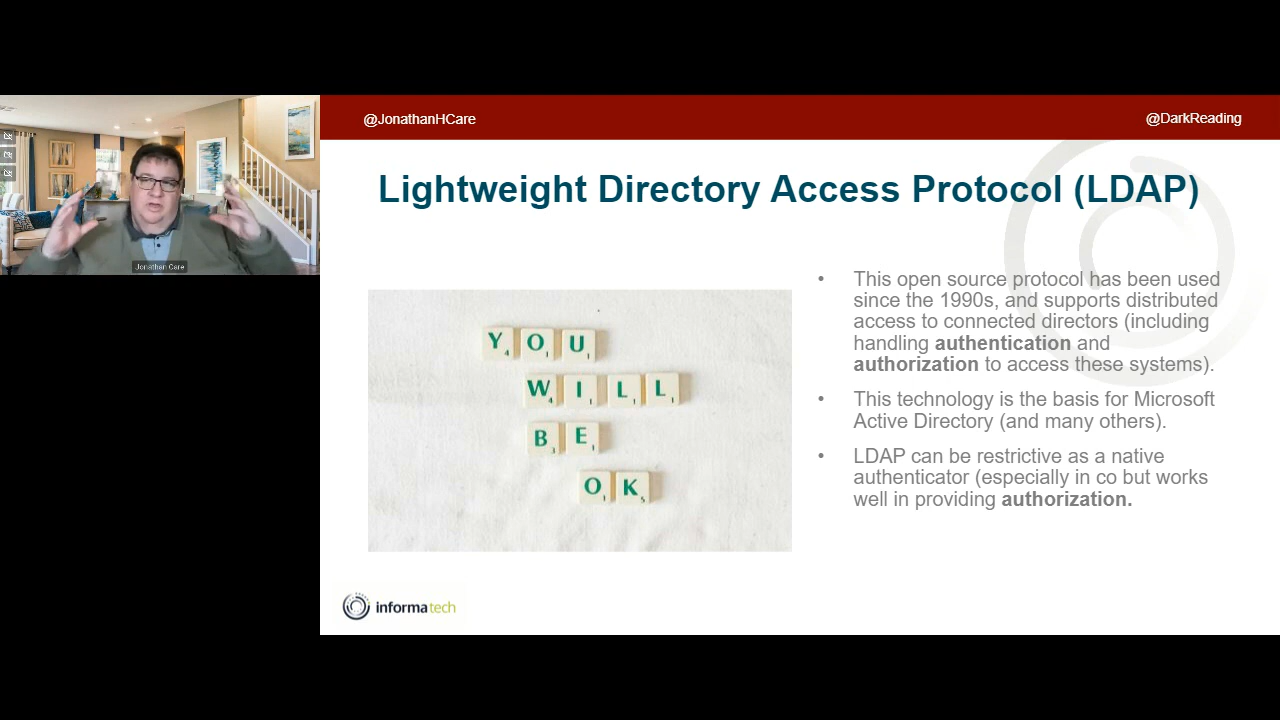 @JonathanHCare
@DarkReading
Lightweight Directory Access Protocol (LDAP)
Jonathan Care
YOU
WILL
BE
OK
• This open source protocol has been used
since the 1990s, and supports distributed
access to connected directors (including
handling authentication and
authorization to access these systems).
• This technology is the basis for Microsoft
Active Directory (and many others).
• LDAP can be restrictive as a native
authenticator (especially in co but works
well in providing authorization.
informa tech